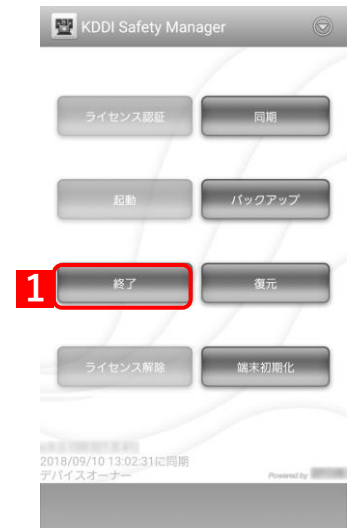 KDDI Safety Manager
ライセンス認証
同期
起動
バックアップ
1
終了
復元
ライセンス解除
端末初期化
2018/09/10 13:02:31に同期
デバイスオーナー
Powered by